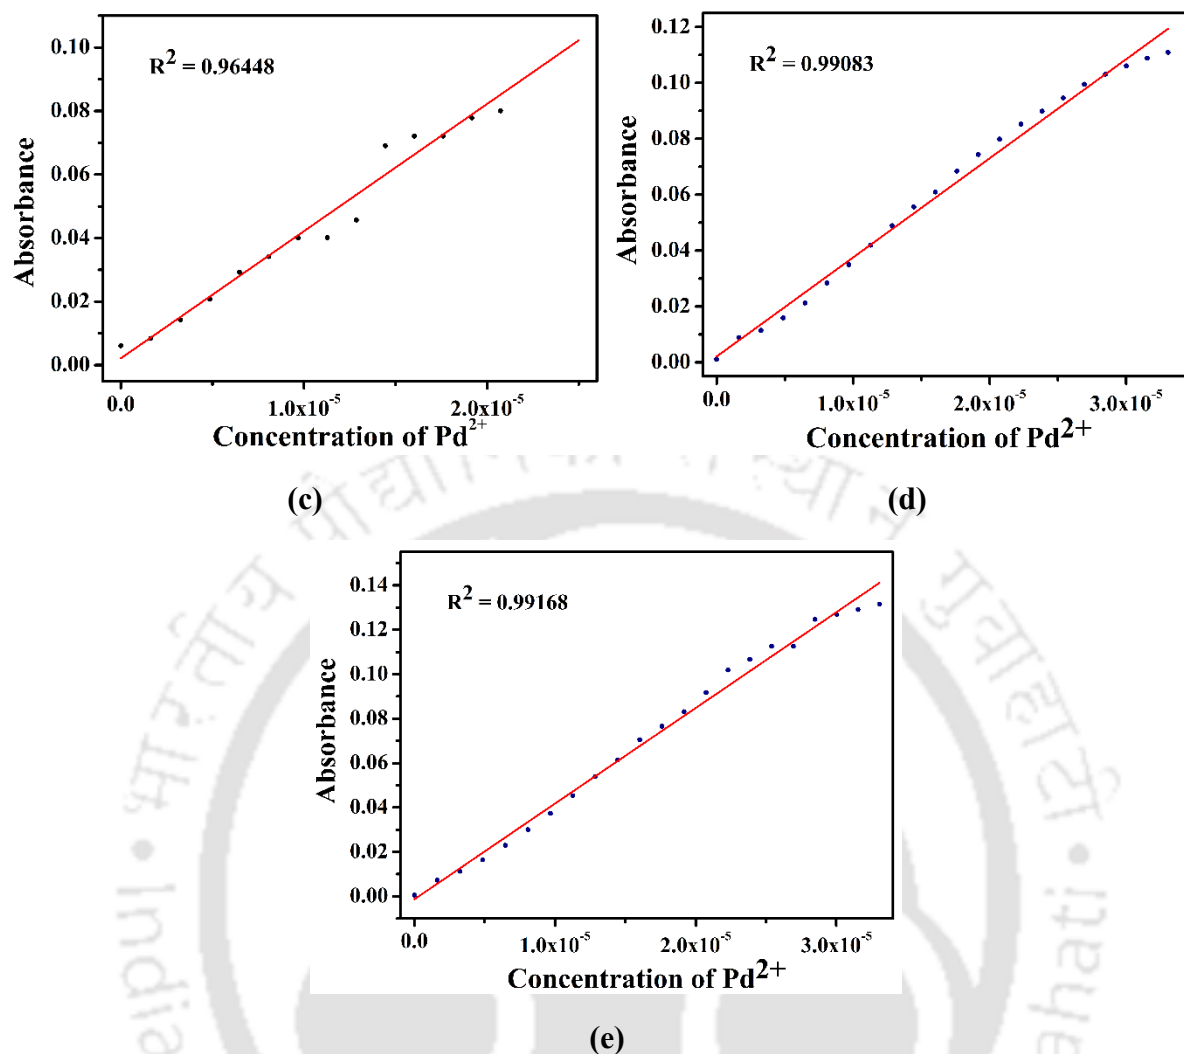 R² = 0.96448
Absorbance
0.10
0.08
0.06
0.04
0.02
0.00
0.0
1.0x10⁻⁵
2.0x10⁻⁵
Concentration of Pd²⁺
(c)
R² = 0.99083
Absorbance
0.12
0.10
0.08
0.06
0.04
0.02
0.00
0.0
1.0x10⁻⁵
2.0x10⁻⁵
3.0x10⁻⁵
Concentration of Pd²⁺
(d)
R² = 0.99168
Absorbance
0.14
0.12
0.10
0.08
0.06
0.04
0.02
0.00
0.0
1.0x10⁻⁵
2.0x10⁻⁵
3.0x10⁻⁵
Concentration of Pd²⁺
(e)
भारतीय
गुवाहाटी
India
ahati